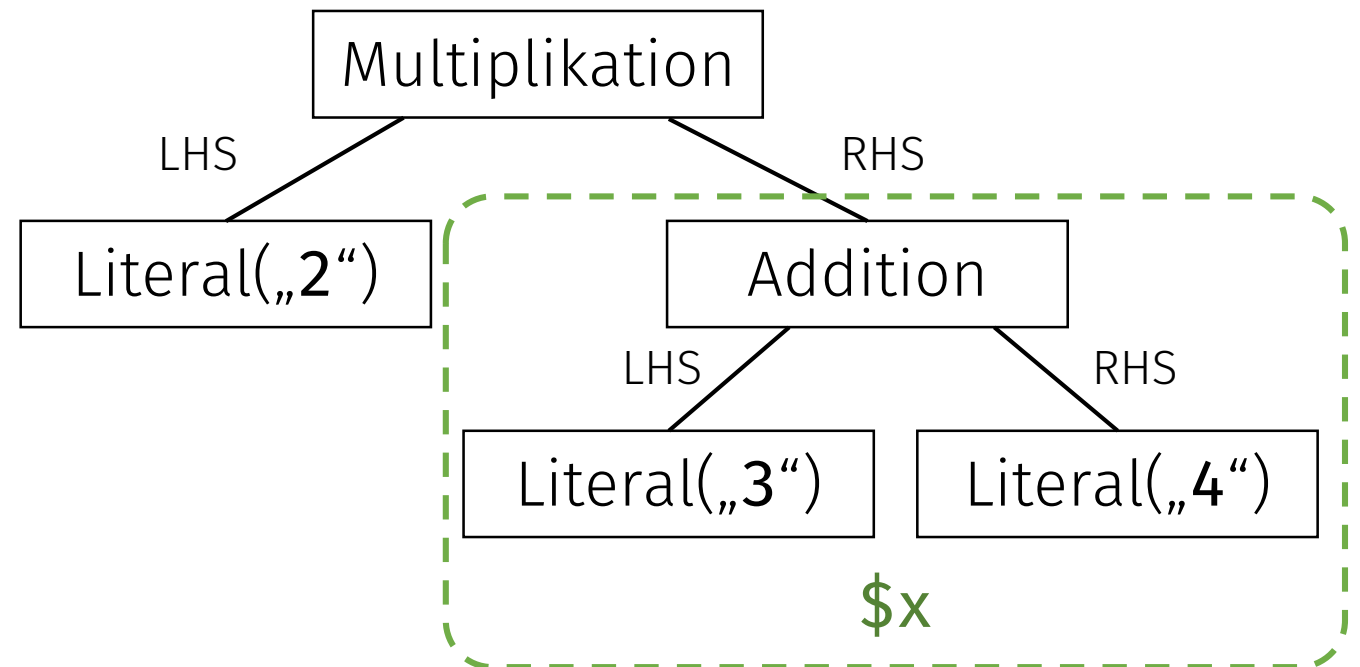 Multiplikation
LHS
RHS
Literal(„2“)
Addition
LHS
RHS
Literal(„3“)
Literal(„4“)
$x